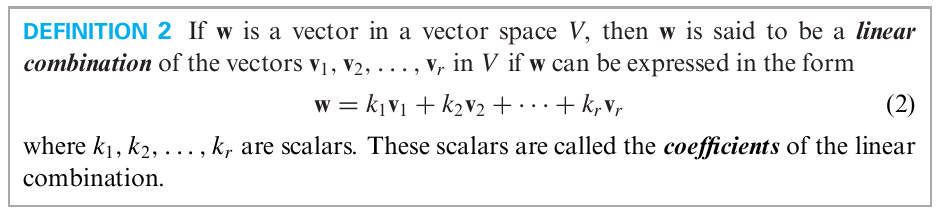 DEFINITION 2 If w is a vector in a vector space V, then w is said to be a linear
combination of the vectors v₁, v₂, . . . , vᵣ in V if w can be expressed in the form
w = k₁v₁ + k₂v₂ + · · · + kᵣvᵣ (2)
where k₁, k₂, . . . , kᵣ are scalars. These scalars are called the coefficients of the linear
combination.